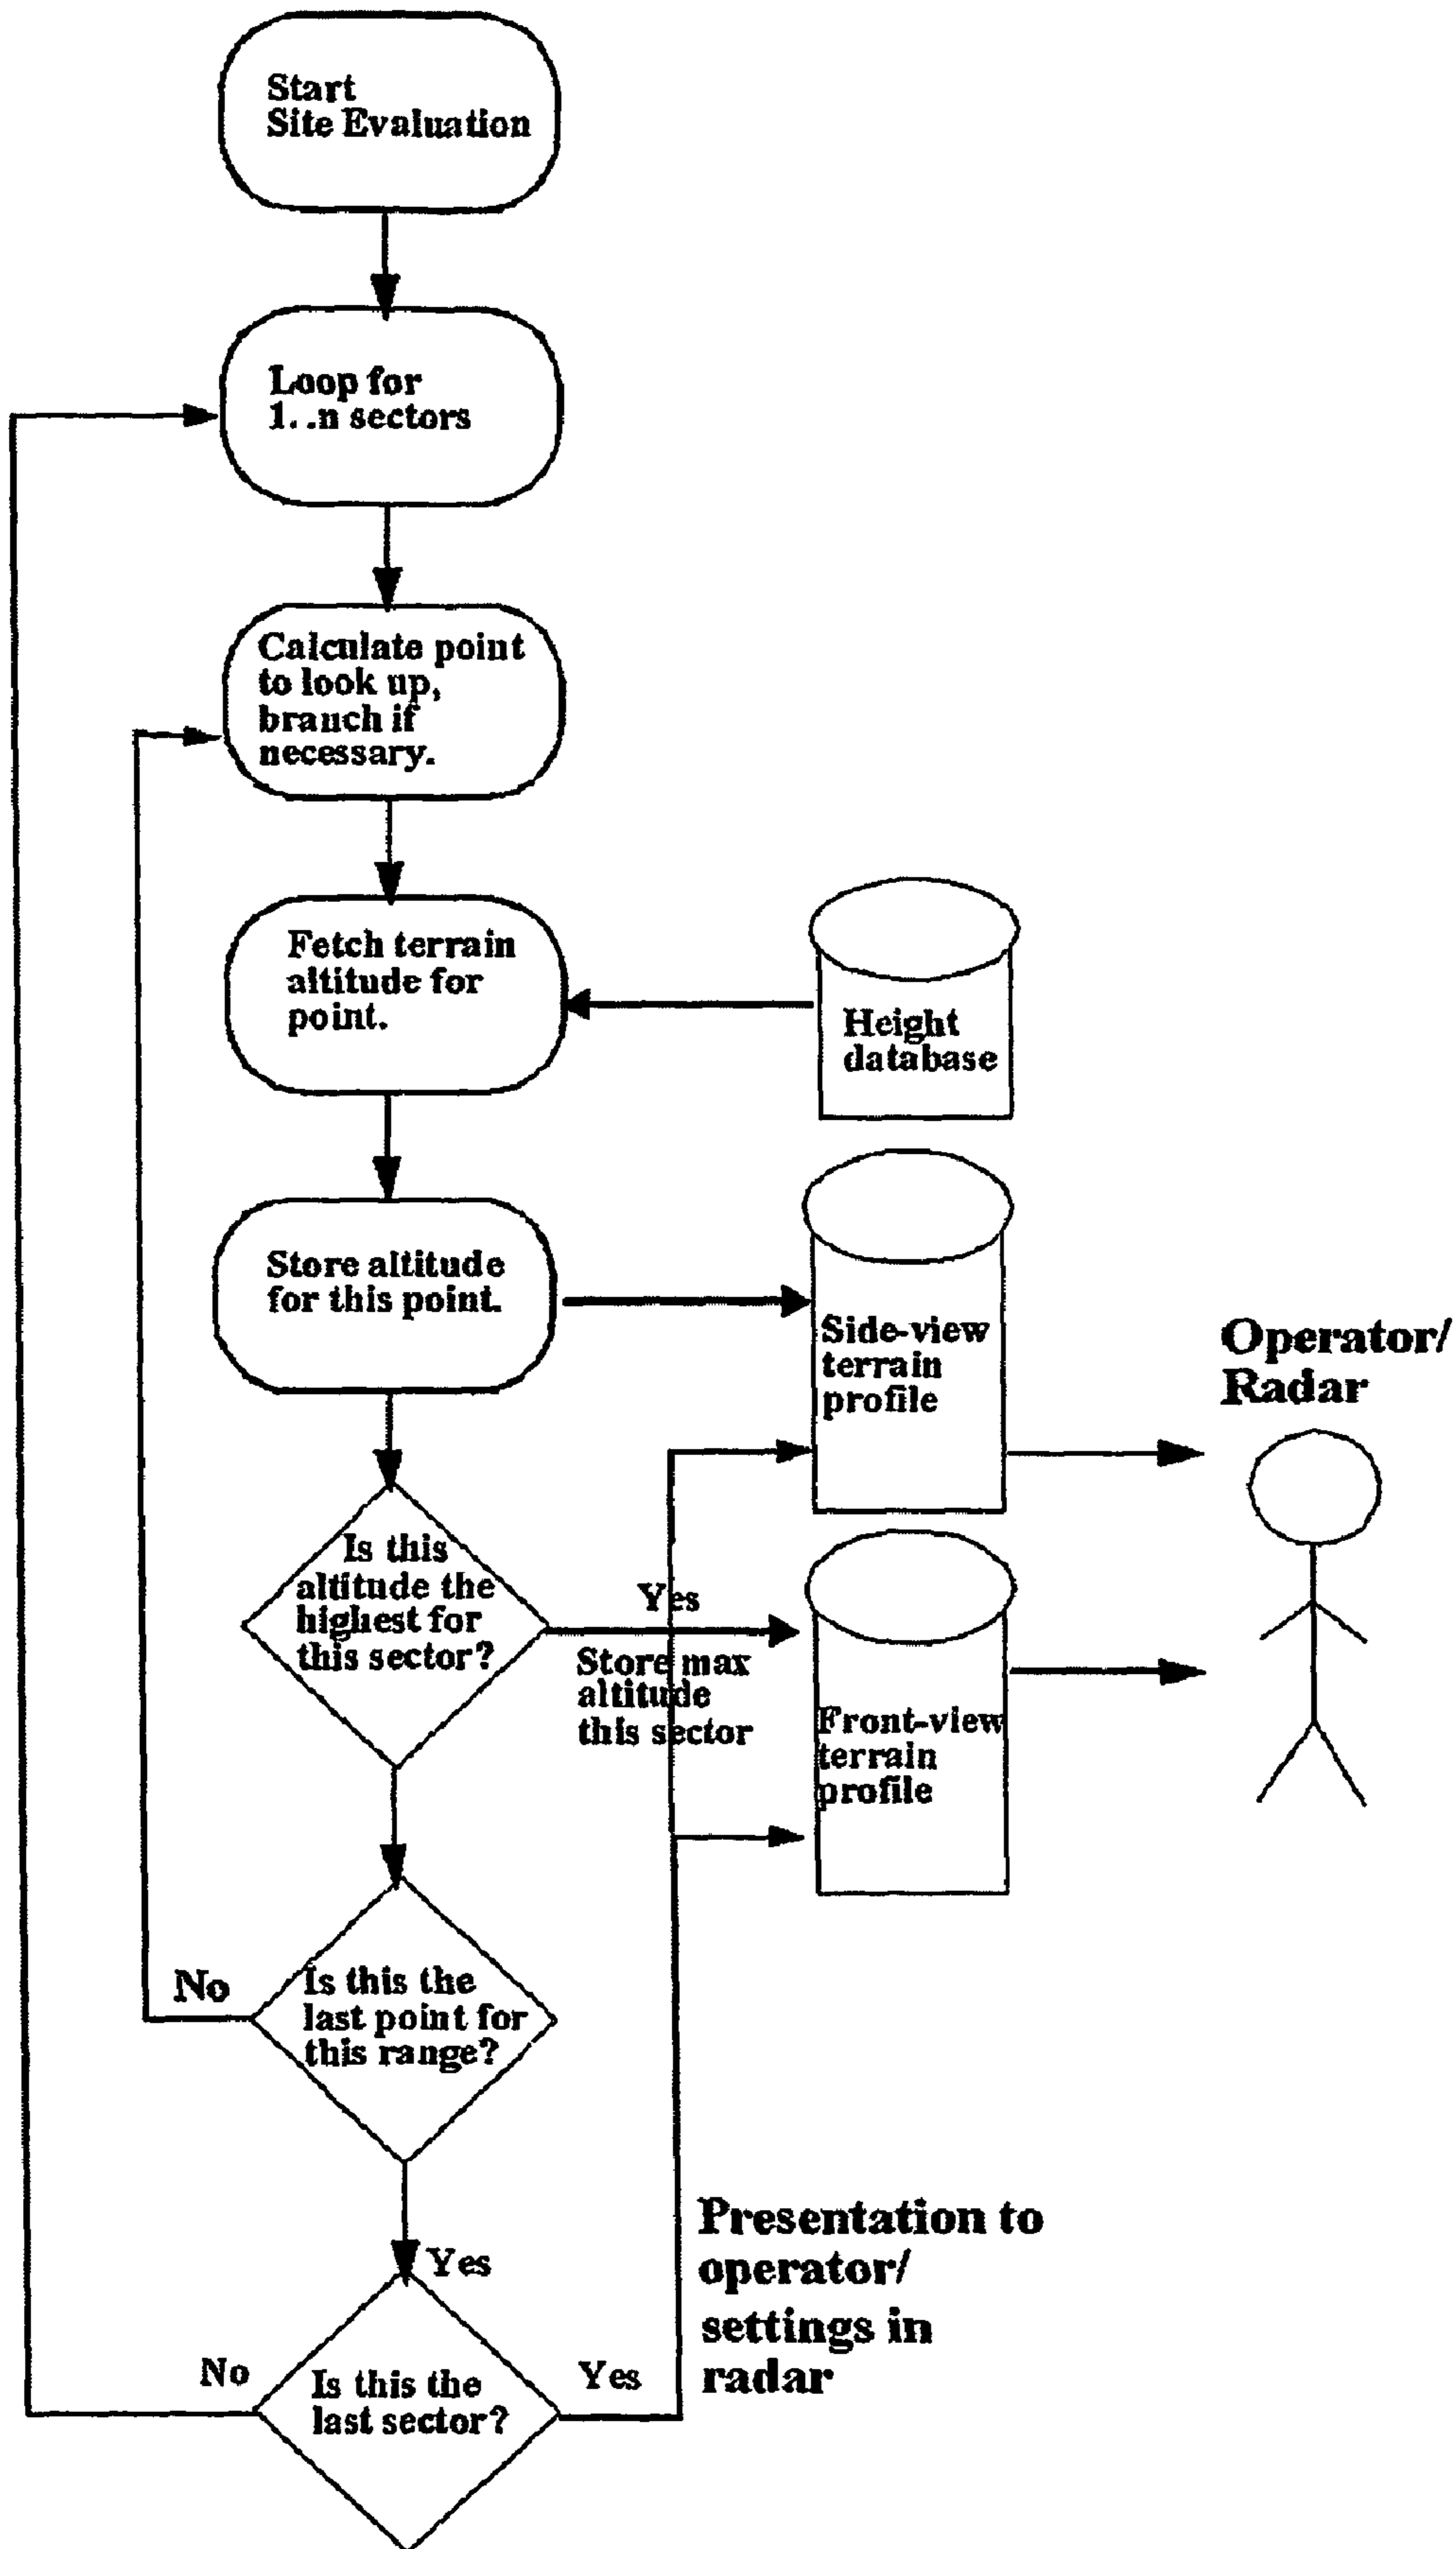 Start
Site Evaluation
Loop for
1. .n sectors
Calculate point
to look up,
branch if
necessary.
Fetch terrain
altitude for
point.
Height
database
Store altitude
for this point.
Side-view
terrain
profile
Operator/
Radar
Is this
altitude the
highest for
this sector?
Yes
Store max
altitude
this sector
Front-view
terrain
profile
No
Is this the
last point for
this range?
Yes
Presentation to
operator/
settings in
radar
No
Is this the
last sector?
Yes